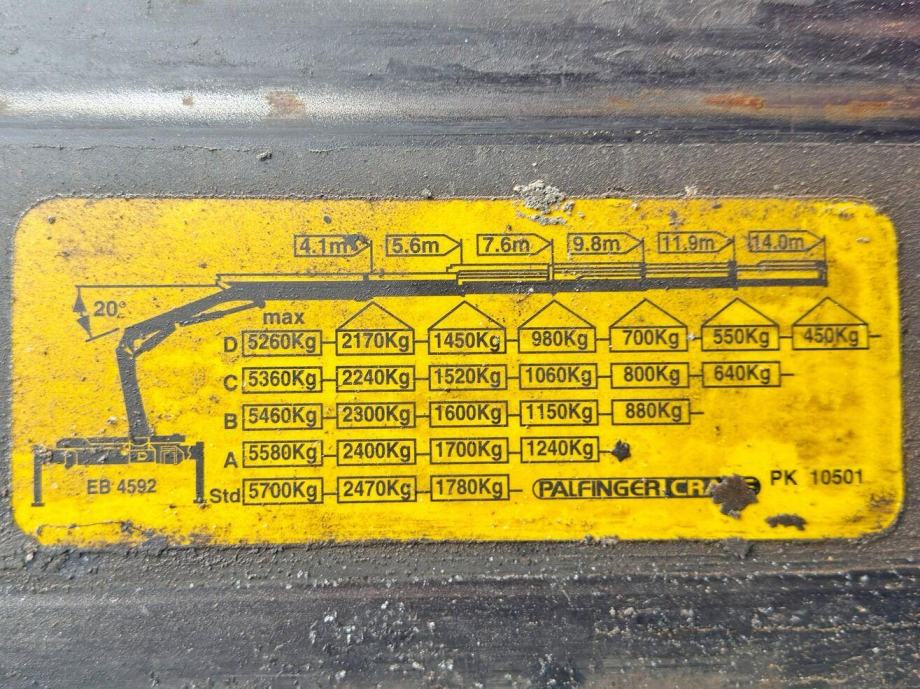 4.1m 5.6m 7.6m 9.8m 11.9m 14.0m
20°
max
D 5260Kg 2170Kg 1450Kg 980Kg 700Kg 550Kg 450Kg
C 5360Kg 2240Kg 1520Kg 1060Kg 800Kg 640Kg
B 5460Kg 2300Kg 1600Kg 1150Kg 880Kg
A 5580Kg 2400Kg 1700Kg 1240Kg
EB 4592
Std 5700Kg 2470Kg 1780Kg PALFINGER PK 10501